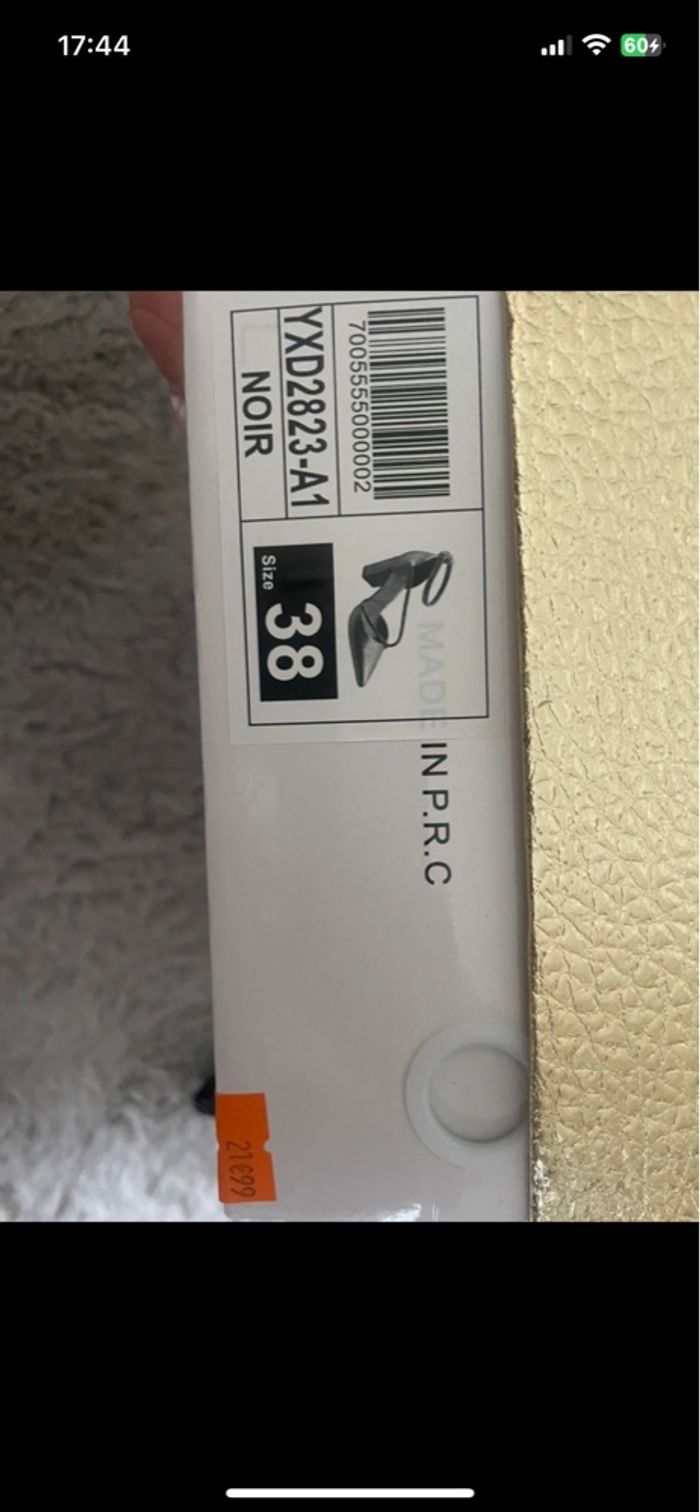 17:44
60
7005555000002
YXD2823-A1
NOIR
Size 38
MADE IN P.R.C
21€99